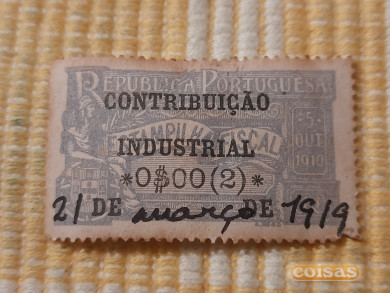 REPUBLICA PORTUGUESA
CONTRIBUIÇÃO
ESTAMPILHA FISCAL
5 OUT 1910
INDUSTRIAL
*0$00(2)*
21 DE março DE 1919
coisas